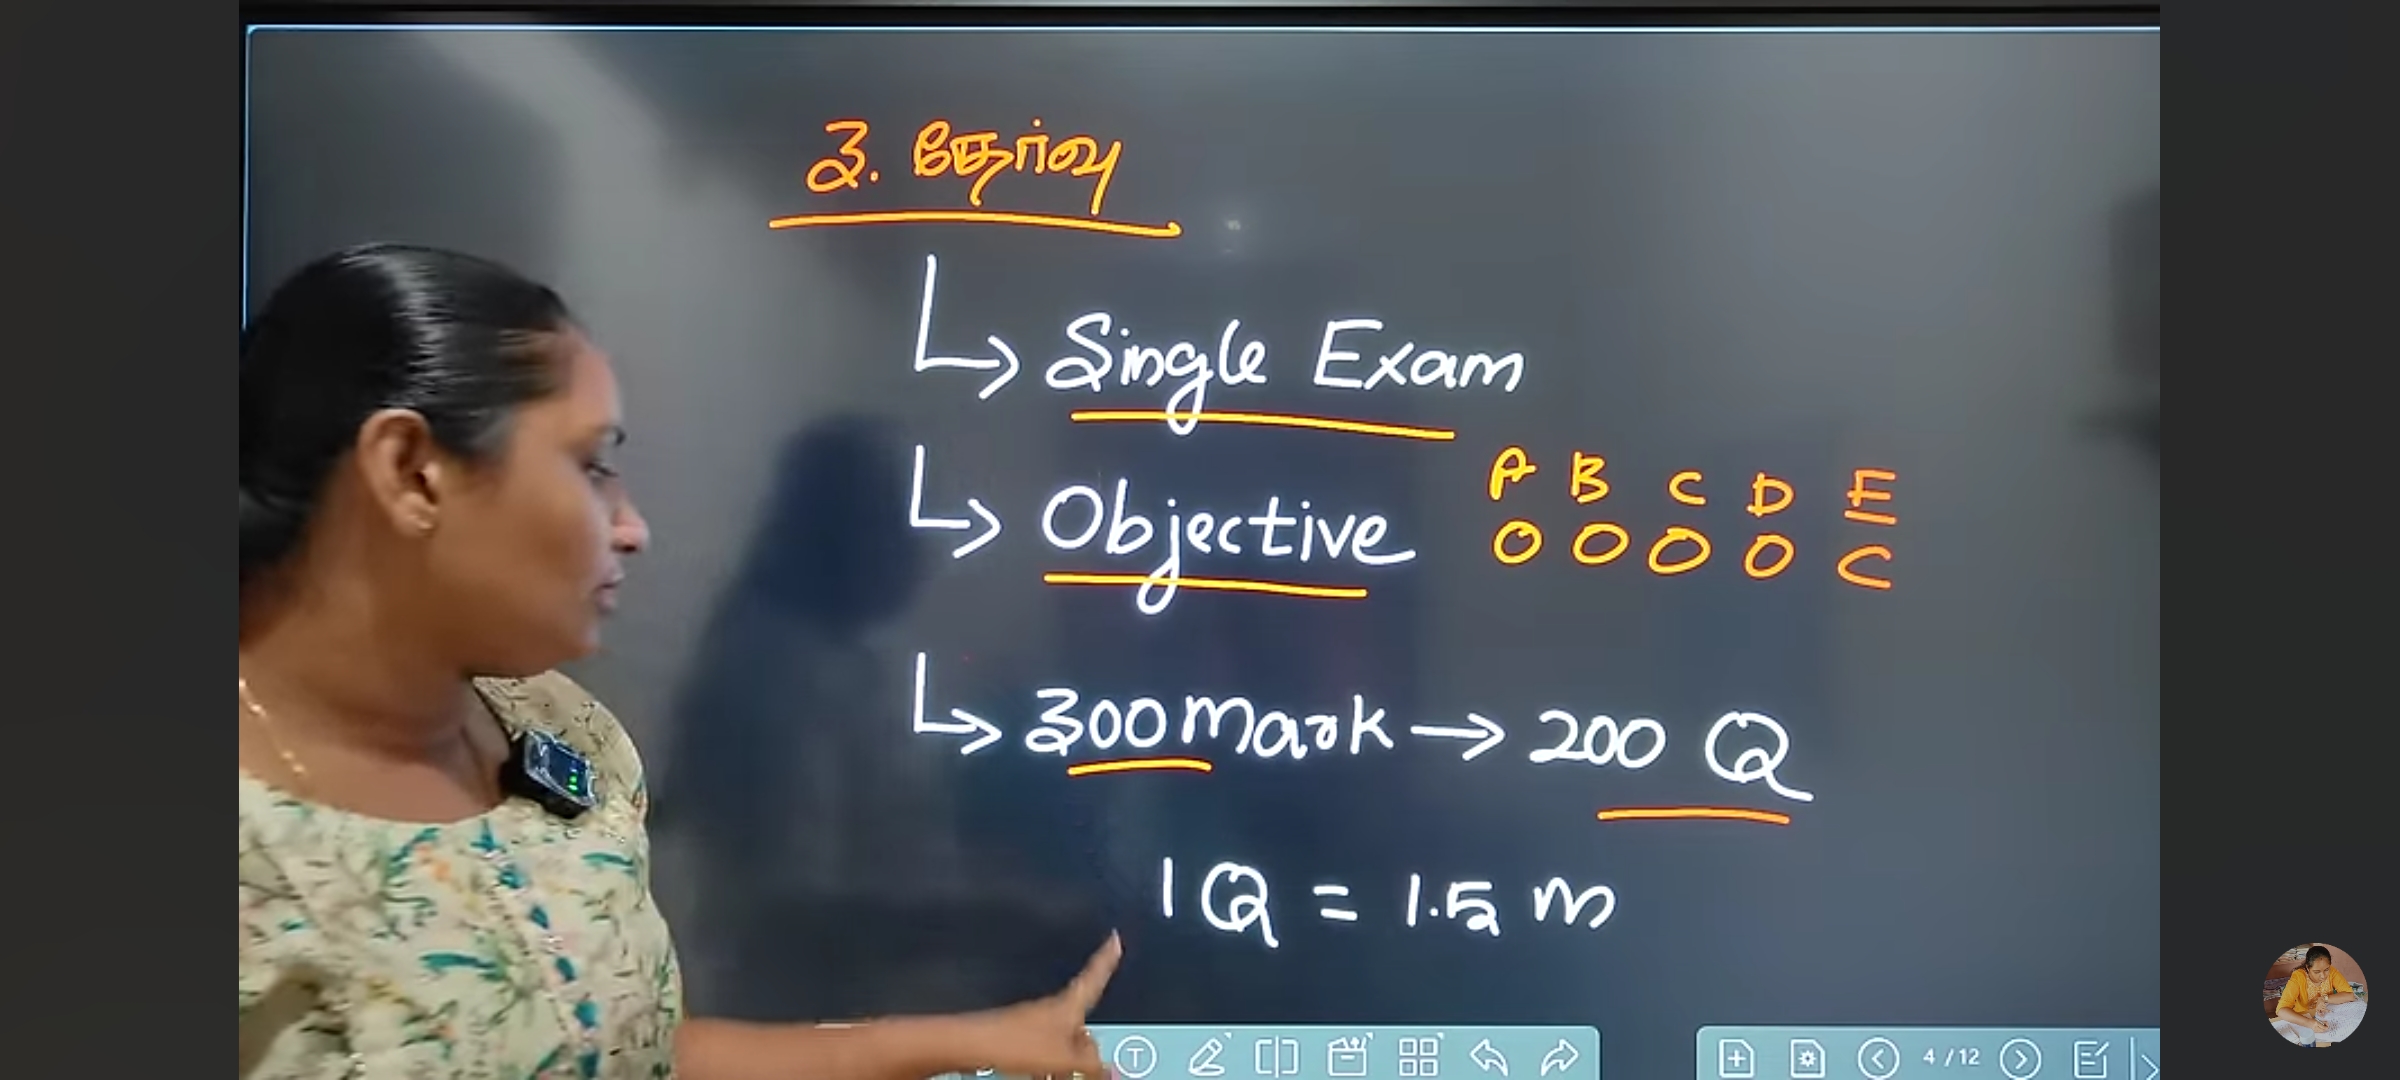 3. தேர்வு
↳ Single Exam
A B C D E
↳ Objective O O O O
↳ 300 Mark → 200 Q
1 Q = 1.5 m
4 / 12